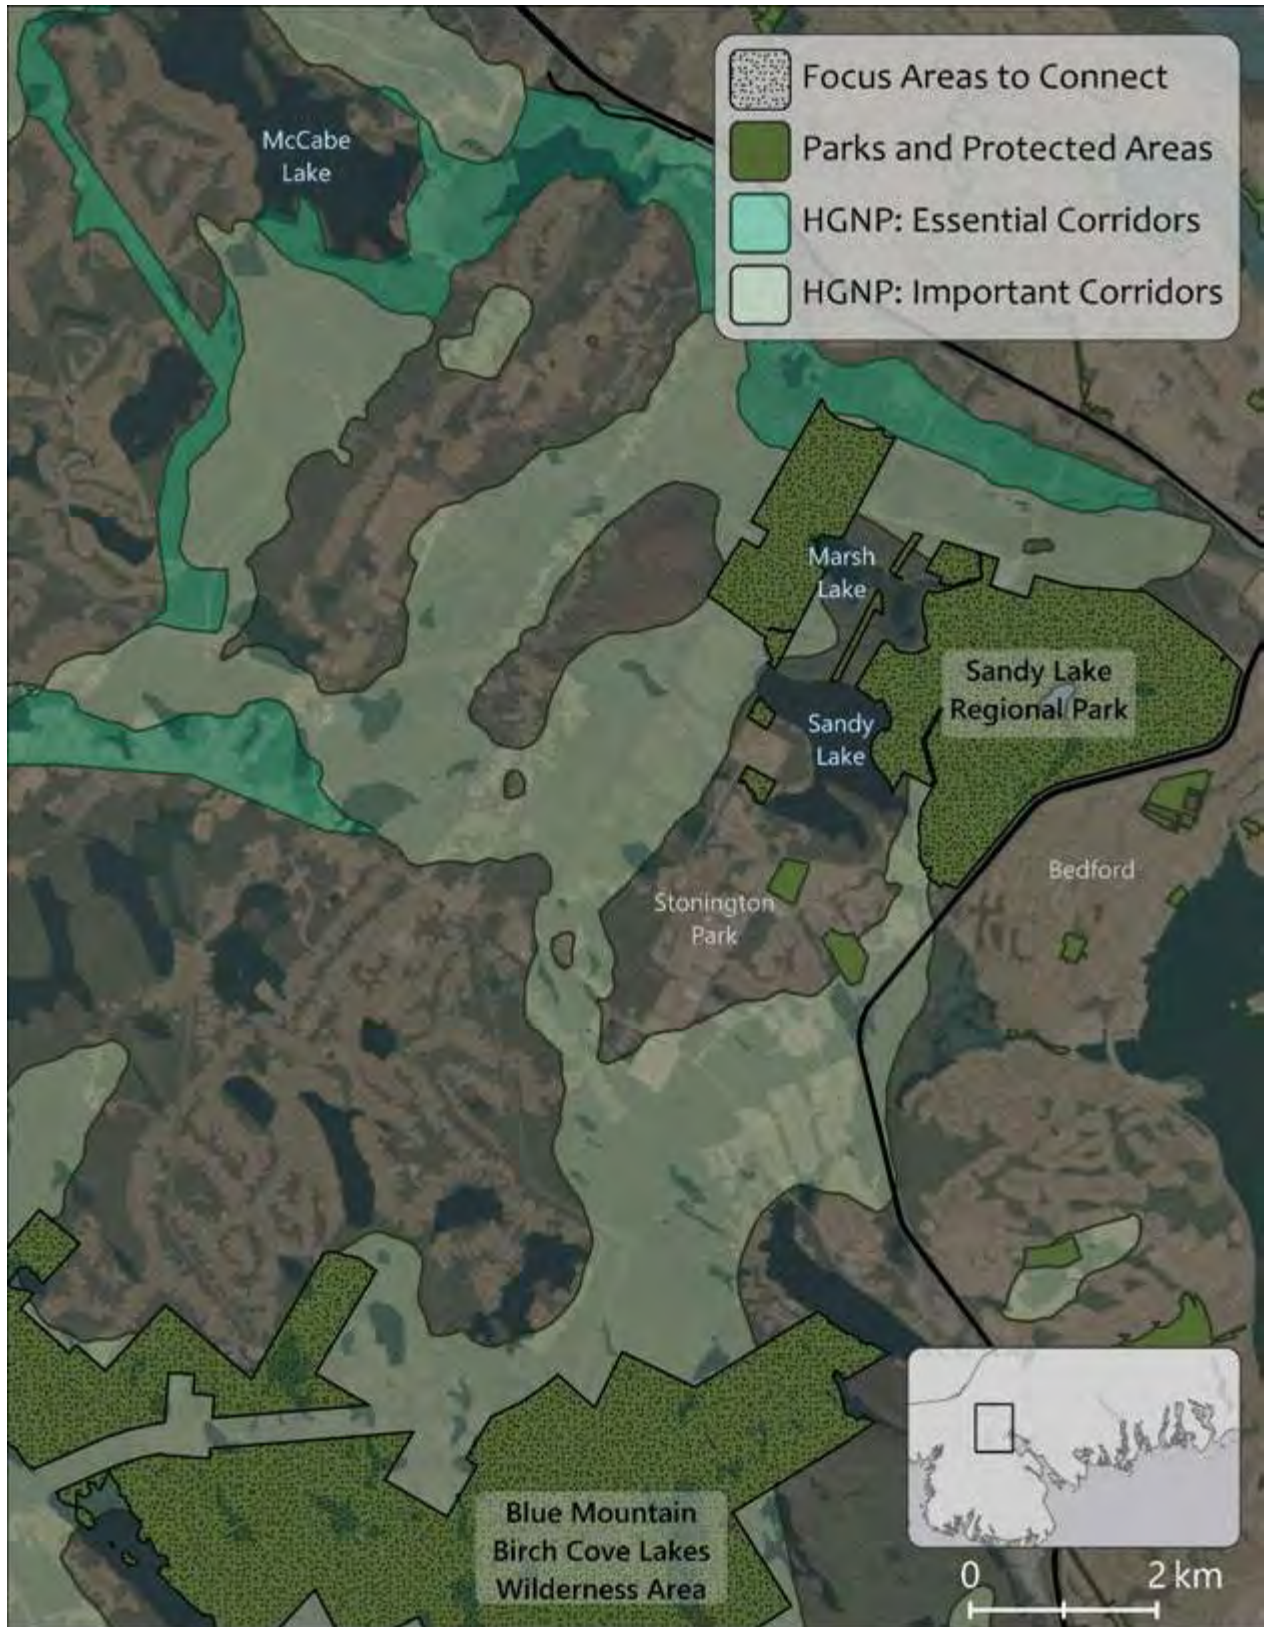 Focus Areas to Connect
Parks and Protected Areas
HGNP: Essential Corridors
HGNP: Important Corridors
McCabe
Lake
Marsh
Lake
Sandy Lake
Regional Park
Sandy
Lake
Bedford
Stonington
Park
Blue Mountain
Birch Cove Lakes
Wilderness Area
0 2 km